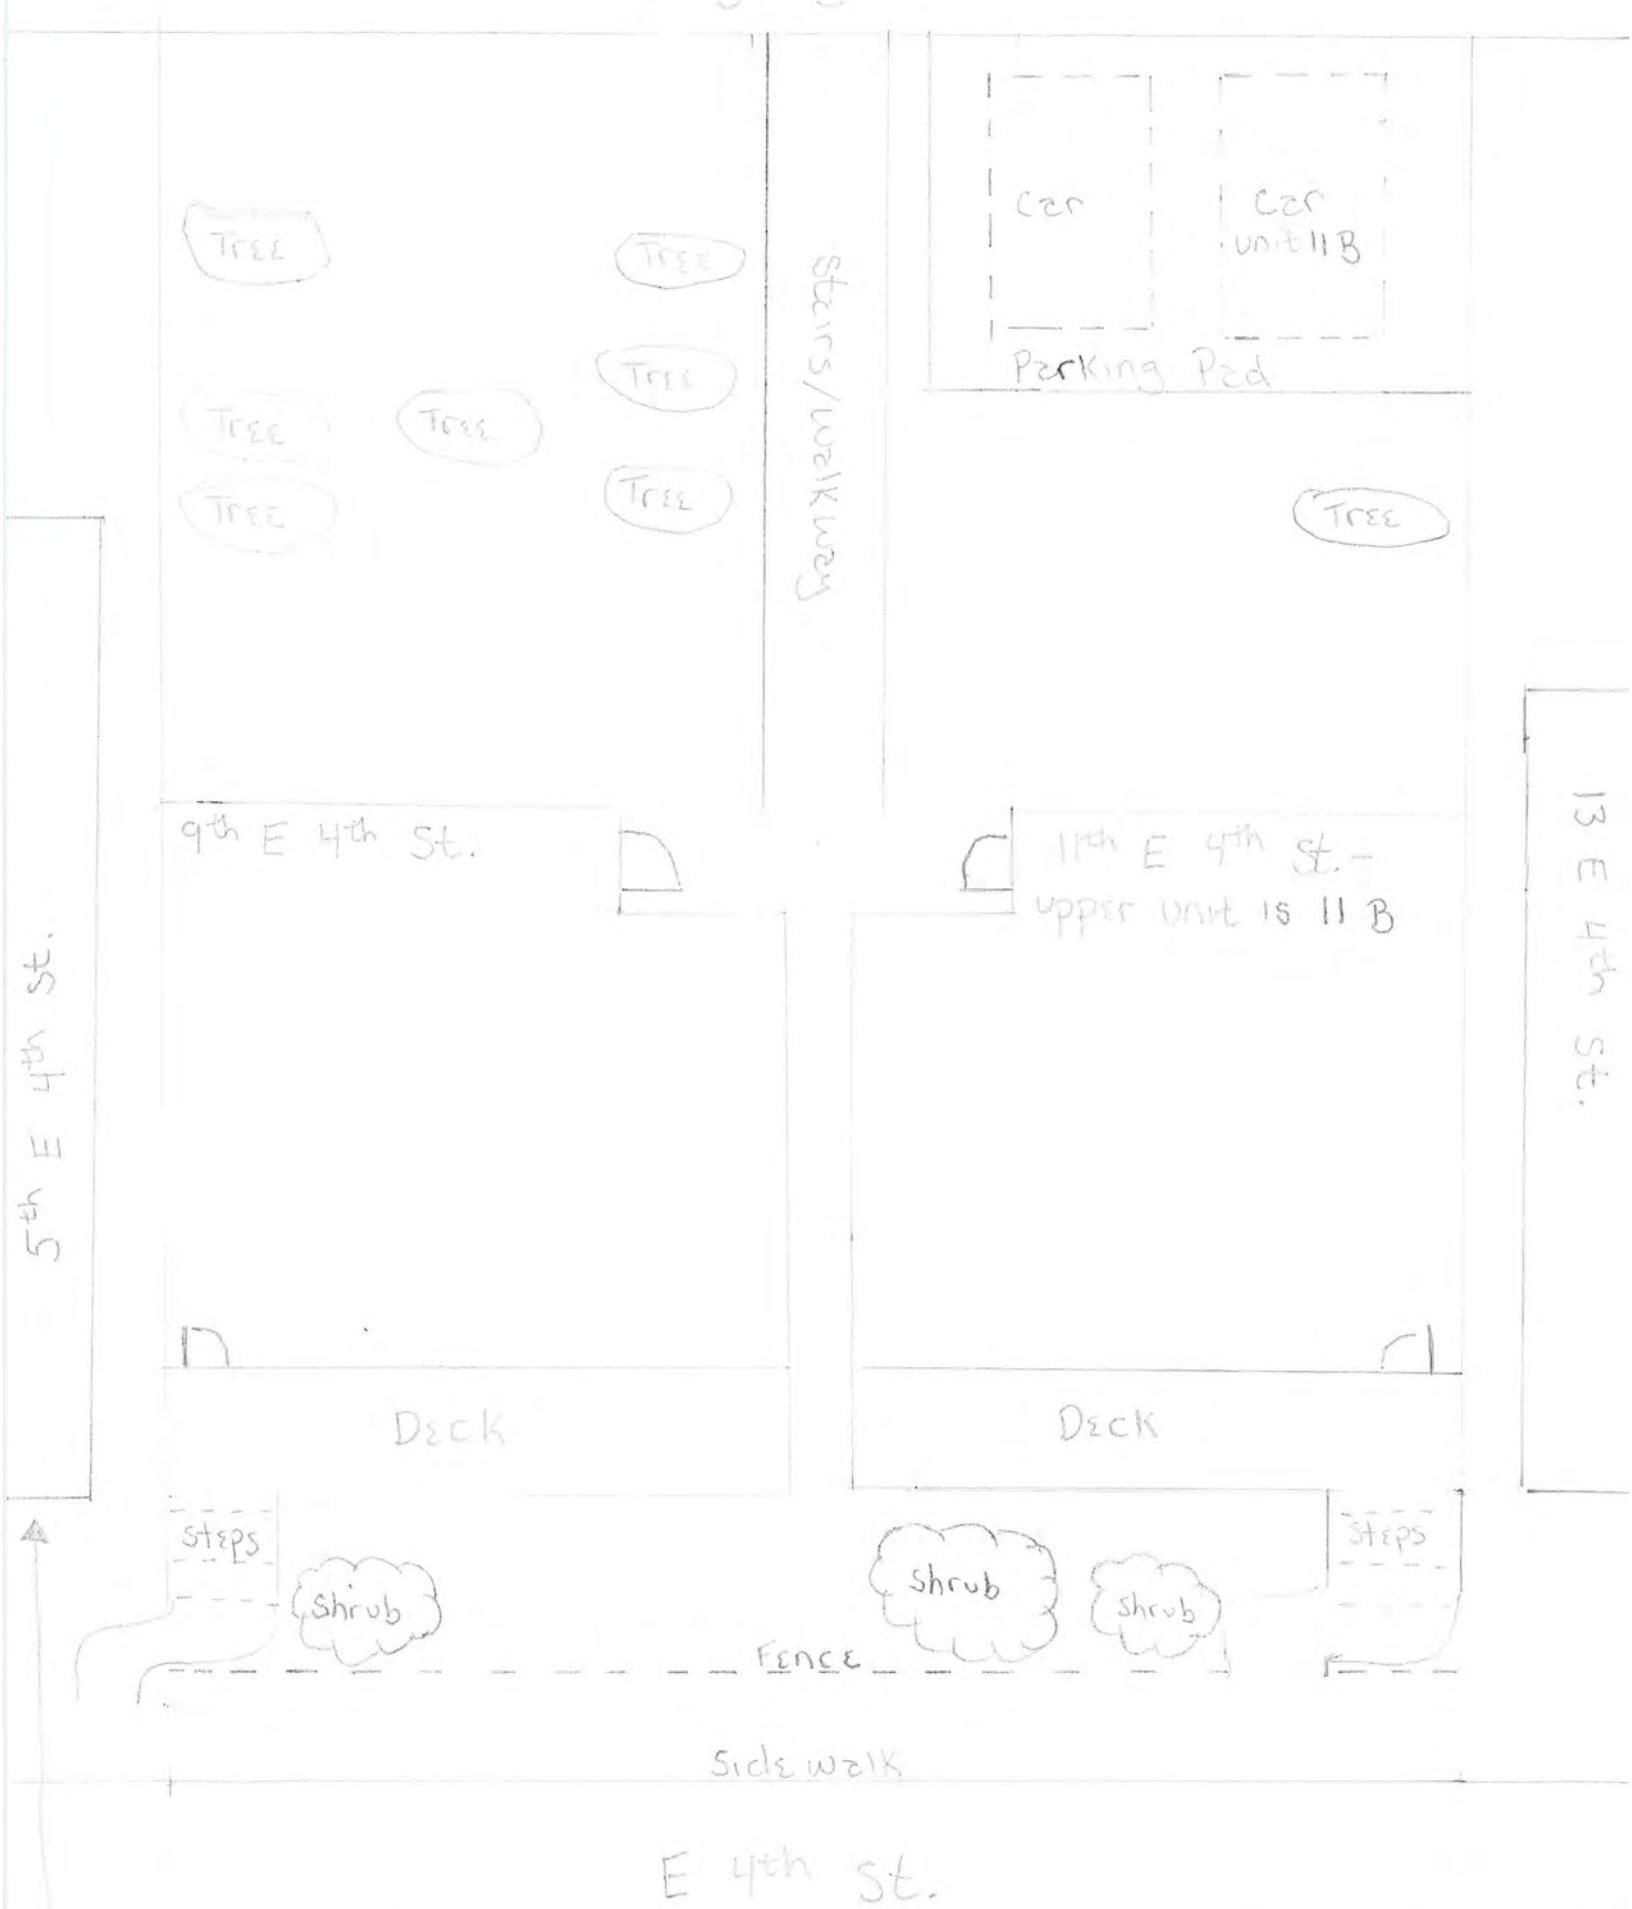 Car
Car
unit 11 B
Parking Pad
Tree
Tree
Tree
Tree
Tree
Tree
Tree
Tree
Stairs/walkway
9th E 4th St.
11th E 4th St. -
upper unit is 11 B
5th E 4th St.
13 E 4th St.
Deck
Deck
Steps
Steps
Shrub
Shrub
Shrub
Fence
Sidewalk
E 4th St.